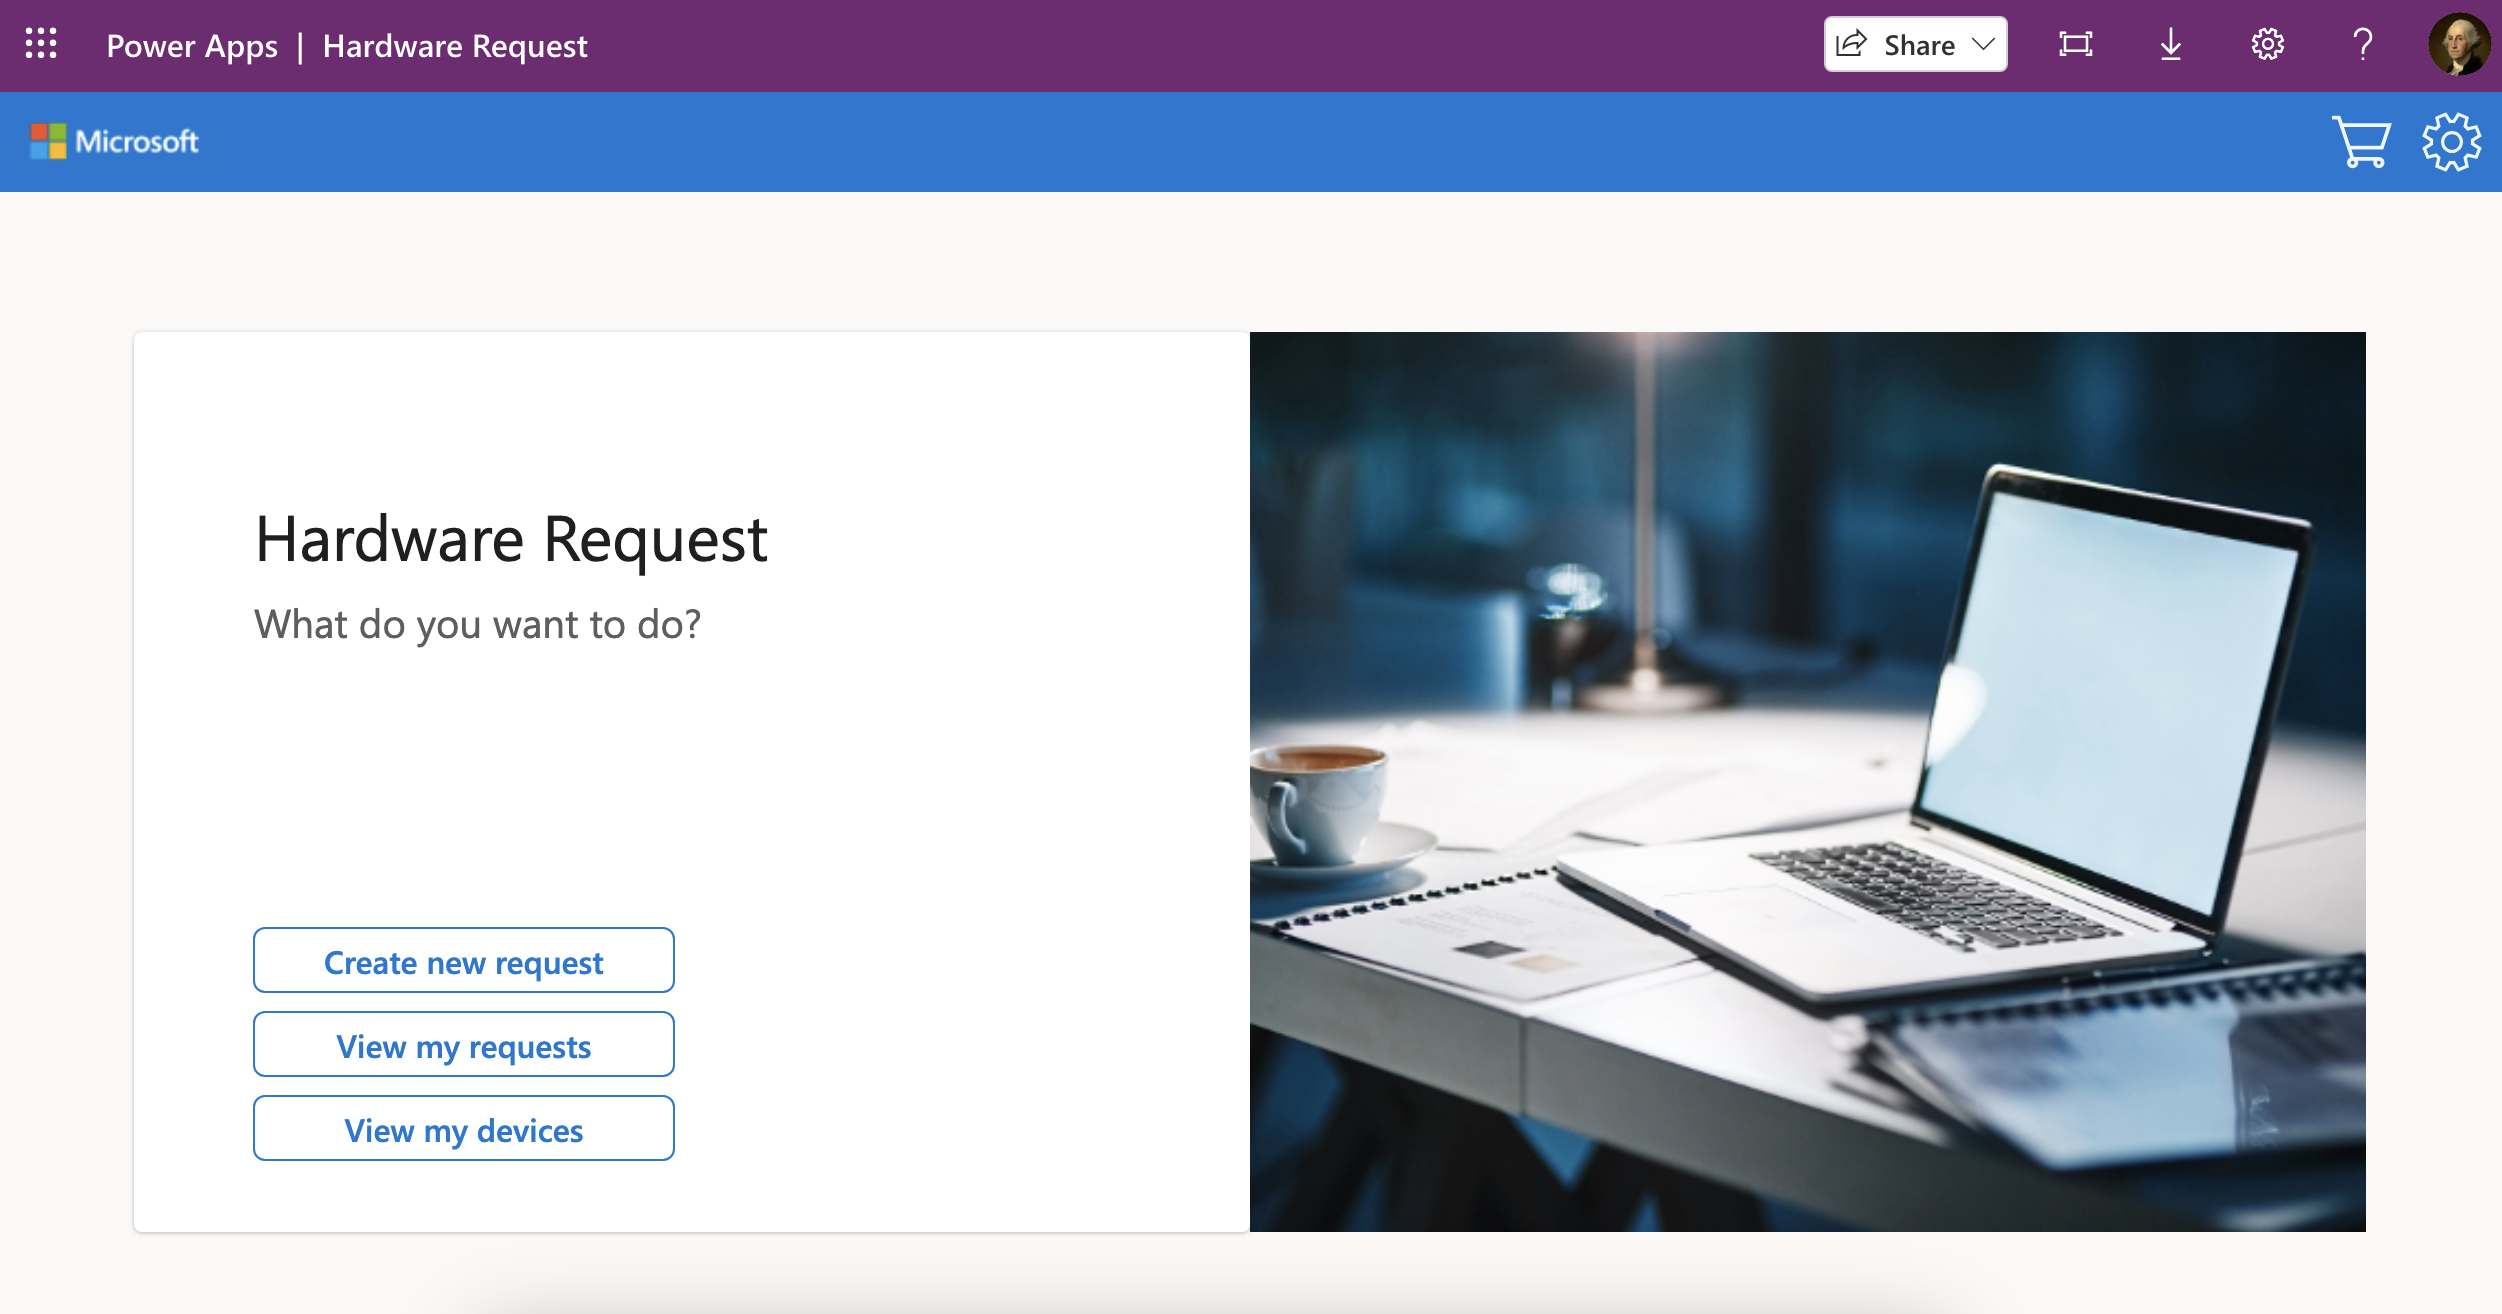 Power Apps | Hardware Request
Share
Microsoft
Hardware Request
What do you want to do?
Create new request
View my requests
View my devices